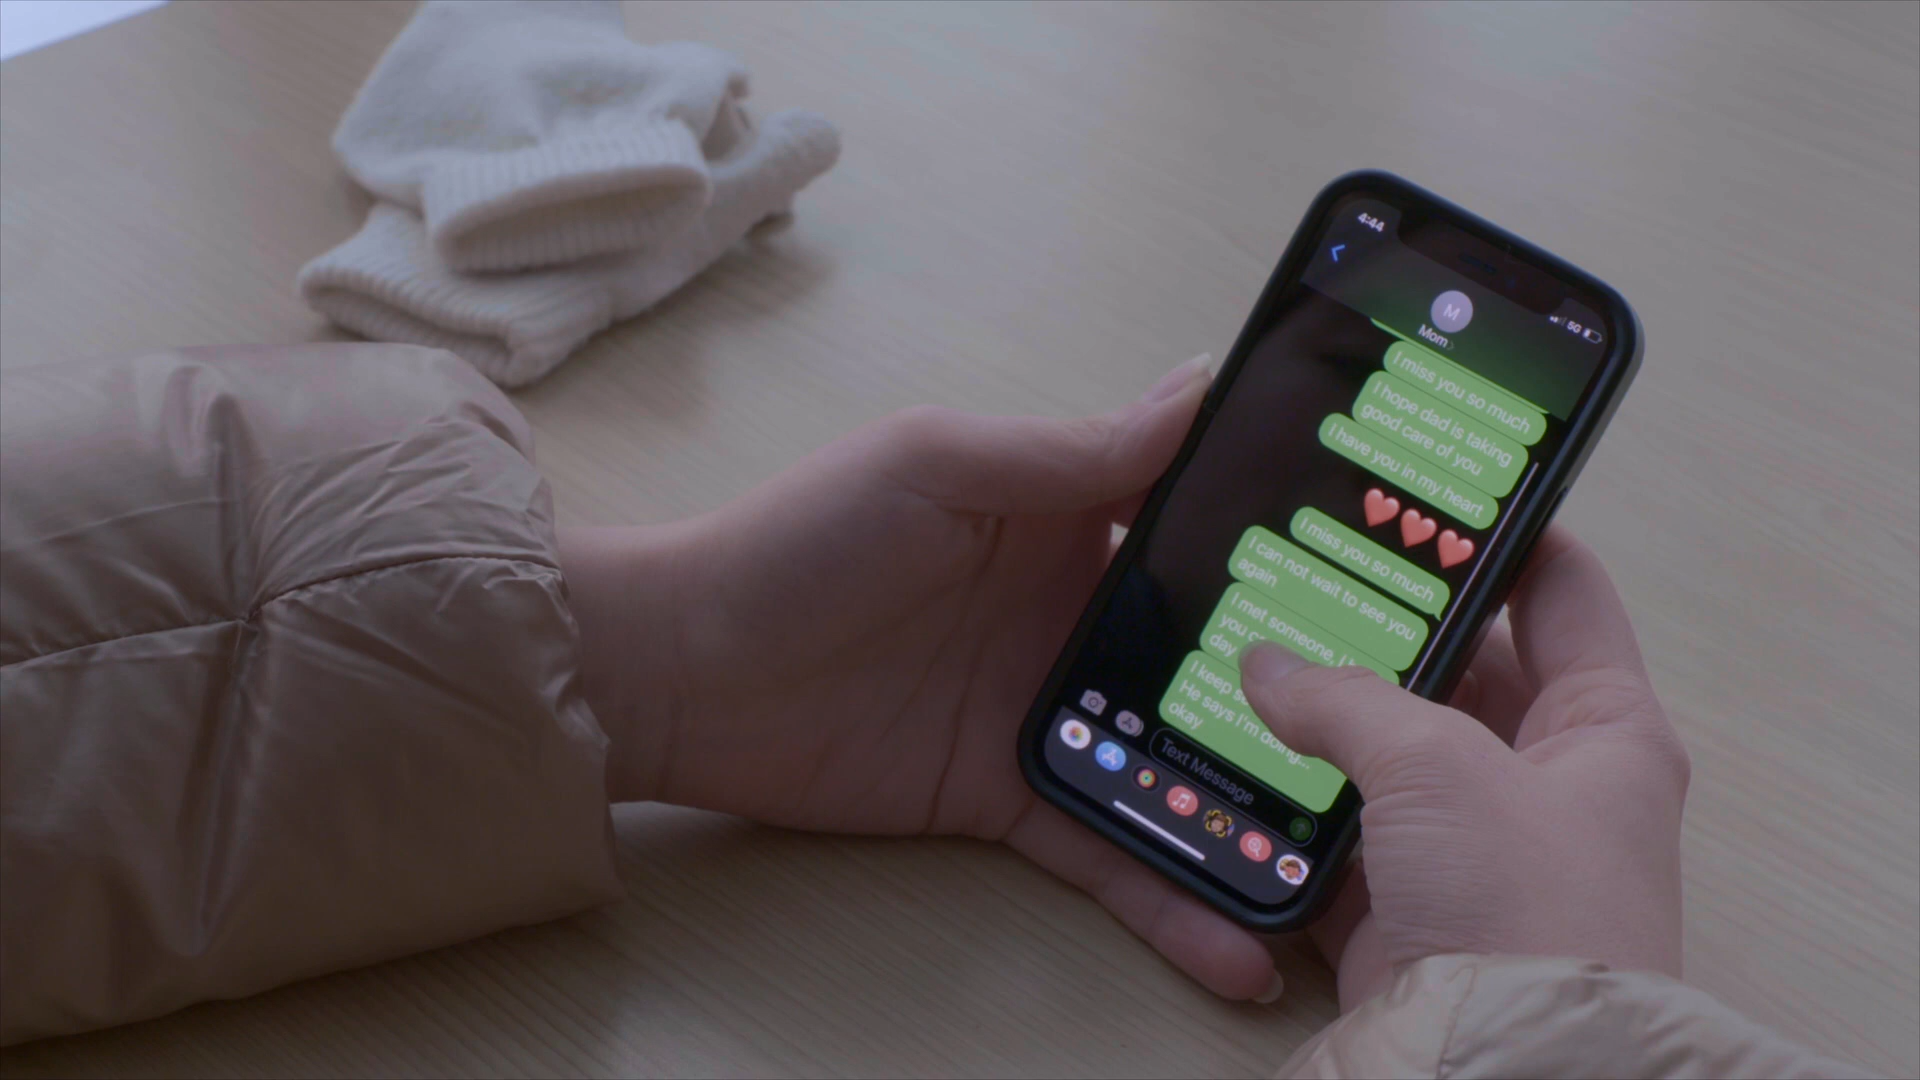 4:44
5G
M
Mom
I miss you so much
I hope dad is taking
good care of you
I have you in my heart
I miss you so much
I can not wait to see you
again
I met someone, I
you
day
I keep
He says I'm doing...
okay
Text Message